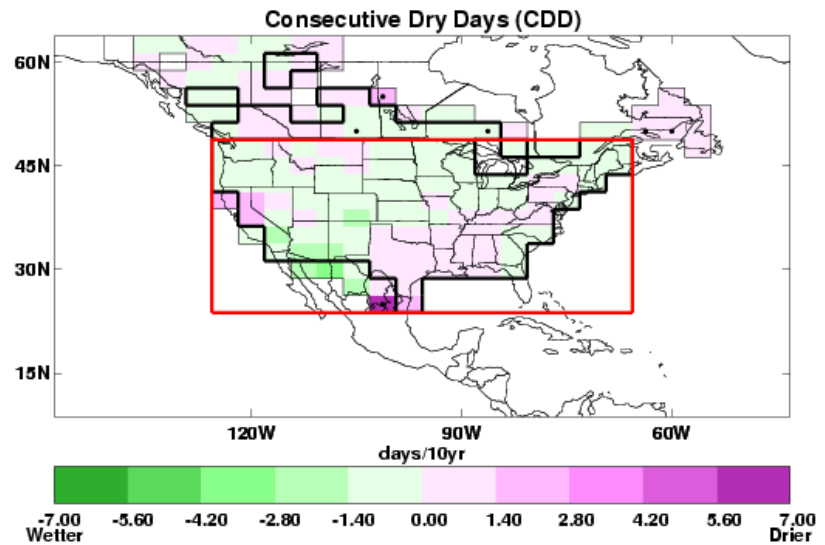 Consecutive Dry Days (CDD)
60N
45N
30N
15N
120W 90W 60W
days/10yr
-7.00 -5.60 -4.20 -2.80 -1.40 0.00 1.40 2.80 4.20 5.60 7.00
Wetter Drier